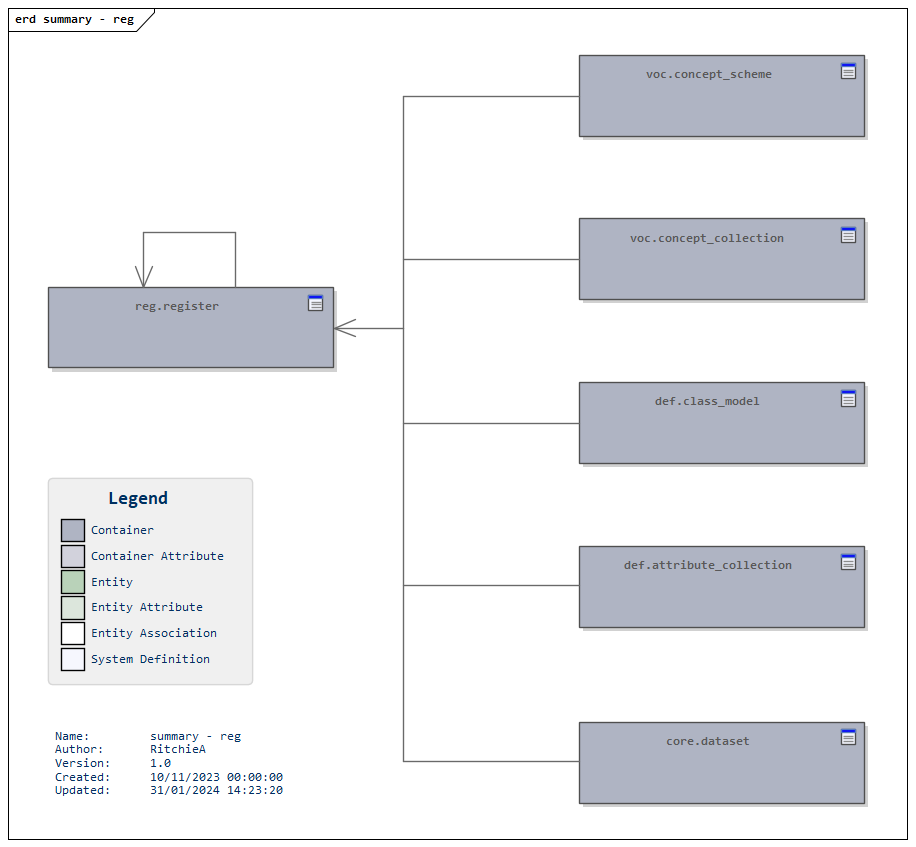 erd summary - reg
voc.concept_scheme
voc.concept_collection
reg.register
def.class_model
def.attribute_collection
core.dataset
Legend
Container
Container Attribute
Entity
Entity Attribute
Entity Association
System Definition
Name: summary - reg
Author: RitchieA
Version: 1.0
Created: 10/11/2023 00:00:00
Updated: 31/01/2024 14:23:20